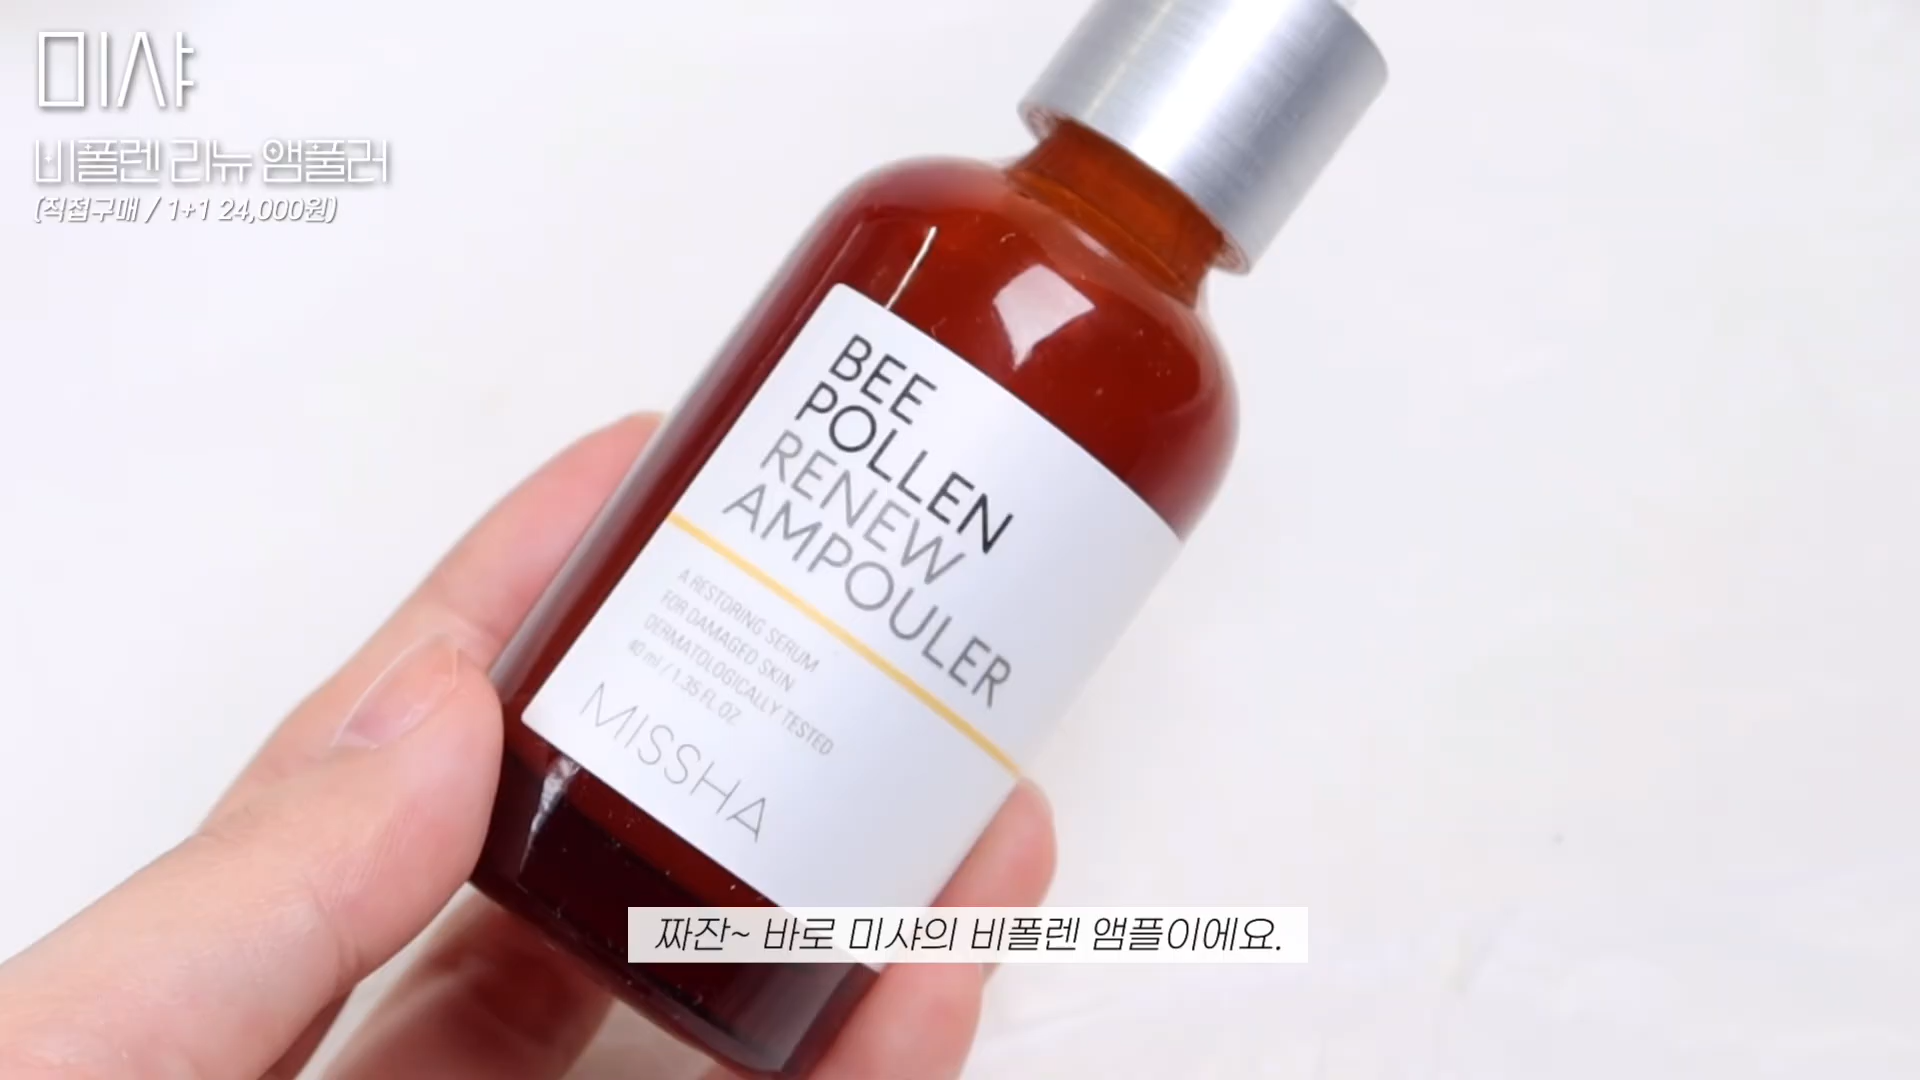 미샤
비폴렌 리뉴 앰풀러
(직접구매 / 1+1 24,000원)
BEE
POLLEN
RENEW
AMPOULER
A RESTORING SERUM
FOR DAMAGED SKIN
DERMATOLOGICALLY TESTED
40 ml / 1.35 FL.OZ.
MISSHA
짜잔~ 바로 미샤의 비폴렌 앰플이에요.